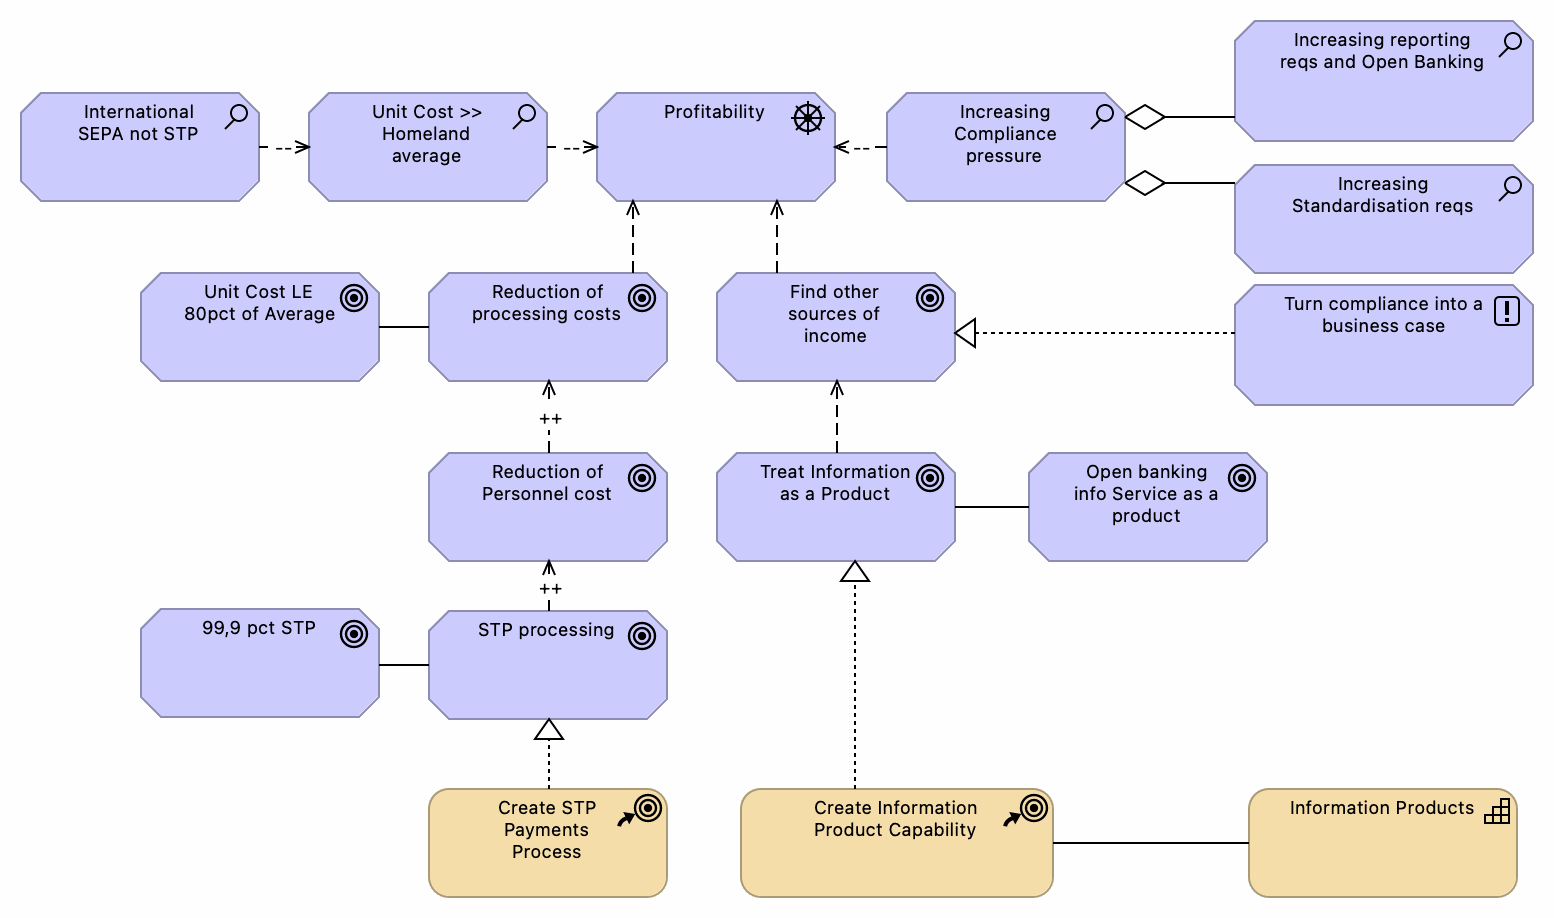 Increasing reporting
reqs and Open Banking
International
SEPA not STP
Unit Cost >>
Homeland
average
Profitability
Increasing
Compliance
pressure
Increasing
Standardisation reqs
Unit Cost LE
80pct of Average
Reduction of
processing costs
Find other
sources of
income
Turn compliance into a
business case
++
Reduction of
Personnel cost
Treat Information
as a Product
Open banking
info Service as a
product
++
99,9 pct STP
STP processing
Create STP
Payments
Process
Create Information
Product Capability
Information Products